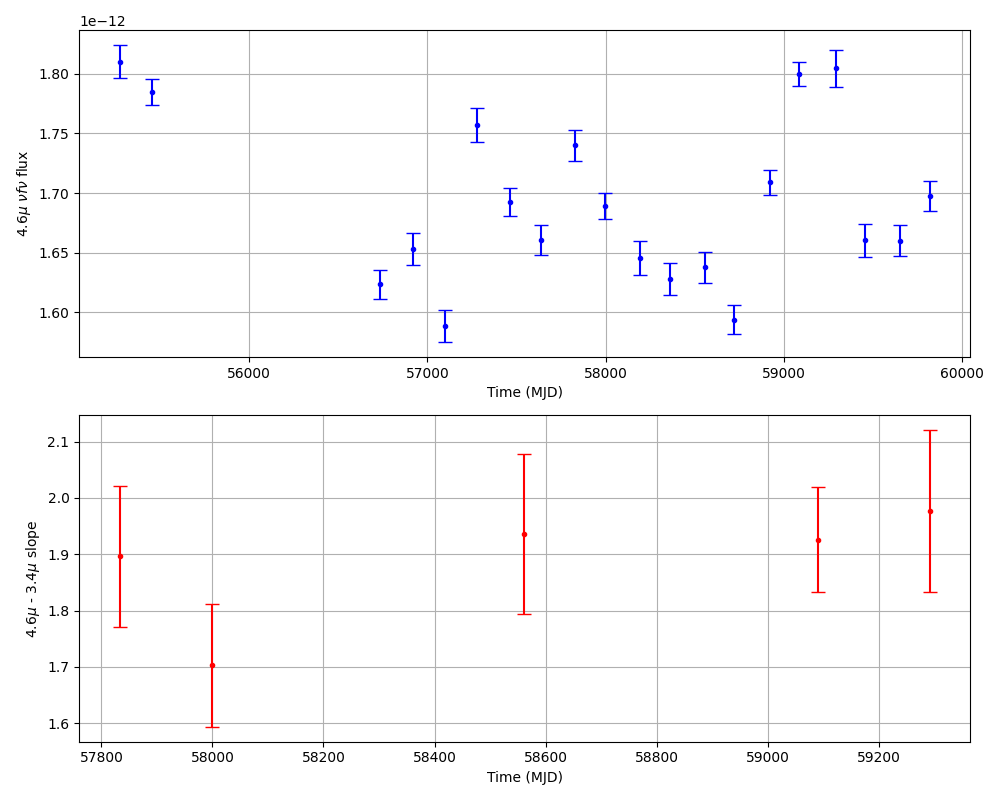 1e−12
1.80
1.75
1.70
1.65
1.60
4.6μ νfν flux
56000 57000 58000 59000 60000
Time (MJD)
2.1
2.0
1.9
1.8
1.7
1.6
4.6μ - 3.4μ slope
57800 58000 58200 58400 58600 58800 59000 59200
Time (MJD)